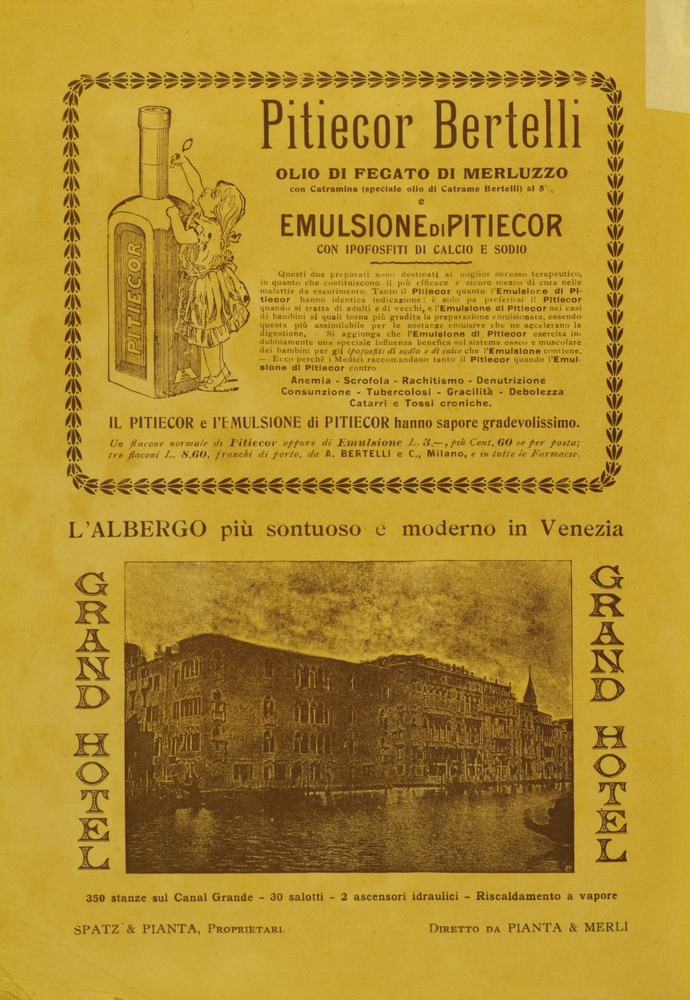 Pitiecor Bertelli
OLIO DI FEGATO DI MERLUZZO
con Catramina (speciale olio di Catrame Bertelli) al 5%
e
EMULSIONE DI PITIECOR
CON IPOFOSFITI DI CALCIO E SODIO
PITIECOR
Questi due preparati sono destinati al miglior successo terapeutico,
in quanto che costituiscono il più efficace e sicuro mezzo di cura nelle
malattie da esaurimento. Tanto il Pitiecor quanto l'Emulsione di Pi-
tiecor hanno identica indicazione: è solo pa preferirsi il Pitiecor
quando si tratta di adulti e di vecchi, e l'Emulsione di Pitiecor nei casi
di bambini ai quali torna più gradita la preparazione emulsionata, essendo
questa più assimilabile per le sostanze emulsive che ne accelerano la
digestione. - Si aggiunga che l'Emulsione di Pitiecor esercita in-
dubbiamente una speciale influenza benefica sul sistema osseo e muscolare
dei bambini per gli ipofosfiti di sodio e di calce che l'Emulsione contiene.
— Ecco perchè i Medici raccomandano tanto il Pitiecor quando l'Emul-
sione di Pitiecor contro
Anemia - Scrofola - Rachitismo - Denutrizione
Consunzione - Tubercolosi - Gracilità - Debolezza
Catarri e Tossi croniche.
IL PITIECOR e l'EMULSIONE di PITIECOR hanno sapore gradevolissimo.
Un flacone normale di Pitiecor oppure di Emulsione L. 3.—, più Cent. 60 se per posta;
tre flaconi L. 8.60, franchi di porto, da A. BERTELLI e C., Milano, e in tutte le Farmacie.
L'ALBERGO più sontuoso e moderno in Venezia
GRAND HOTEL
GRAND HOTEL
350 stanze sul Canal Grande - 30 salotti - 2 ascensori idraulici - Riscaldamento a vapore
SPATZ & PIANTA, PROPRIETARI.
DIRETTO DA PIANTA & MERLI